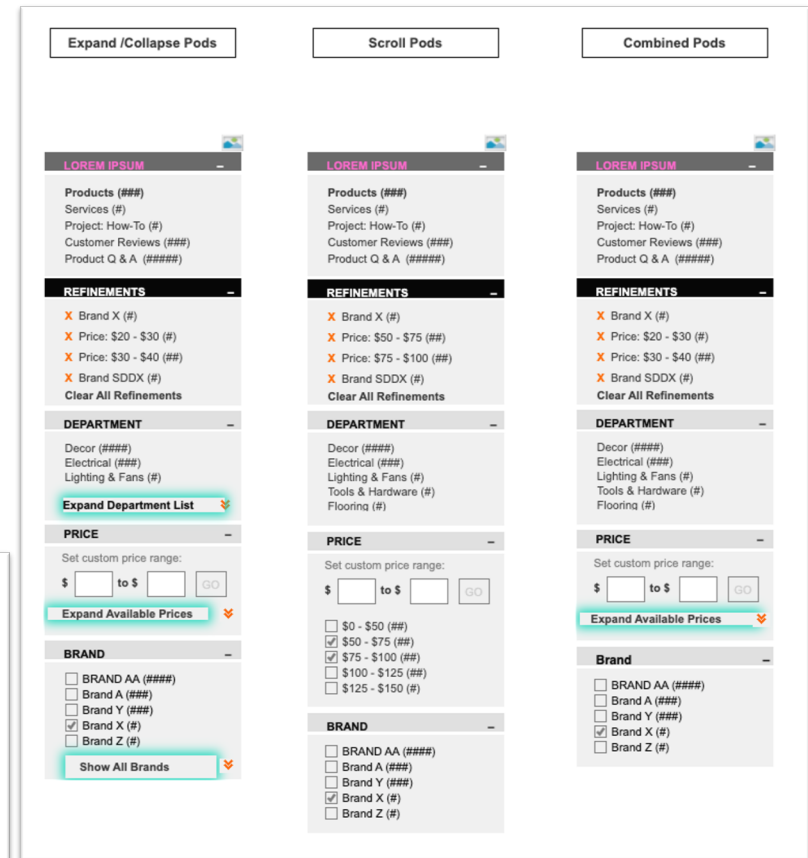 Expand /Collapse Pods
LOREM IPSUM –
Products (###)
Services (#)
Project: How-To (#)
Customer Reviews (###)
Product Q & A (#####)
REFINEMENTS –
X Brand X (#)
X Price: $20 - $30 (#)
X Price: $30 - $40 (##)
X Brand SDDX (#)
Clear All Refinements
DEPARTMENT –
Decor (####)
Electrical (###)
Lighting & Fans (#)
Expand Department List
PRICE –
Set custom price range:
$ to $ GO
Expand Available Prices
BRAND –
BRAND AA (####)
Brand A (###)
Brand Y (###)
Brand X (#)
Brand Z (#)
Show All Brands
Scroll Pods
LOREM IPSUM –
Products (###)
Services (#)
Project: How-To (#)
Customer Reviews (###)
Product Q & A (#####)
REFINEMENTS –
X Brand X (#)
X Price: $50 - $75 (##)
X Price: $75 - $100 (##)
X Brand SDDX (#)
Clear All Refinements
DEPARTMENT –
Decor (####)
Electrical (###)
Lighting & Fans (#)
Tools & Hardware (#)
Flooring (#)
PRICE –
Set custom price range:
$ to $ GO
$0 - $50 (##)
$50 - $75 (##)
$75 - $100 (##)
$100 - $125 (##)
$125 - $150 (#)
BRAND –
BRAND AA (####)
Brand A (###)
Brand Y (###)
Brand X (#)
Brand Z (#)
Combined Pods
LOREM IPSUM –
Products (###)
Services (#)
Project: How-To (#)
Customer Reviews (###)
Product Q & A (#####)
REFINEMENTS –
X Brand X (#)
X Price: $20 - $30 (#)
X Price: $30 - $40 (##)
X Brand SDDX (#)
Clear All Refinements
DEPARTMENT –
Decor (####)
Electrical (###)
Lighting & Fans (#)
Tools & Hardware (#)
Flooring (#)
PRICE –
Set custom price range:
$ to $ GO
Expand Available Prices
Brand –
BRAND AA (####)
Brand A (###)
Brand Y (###)
Brand X (#)
Brand Z (#)